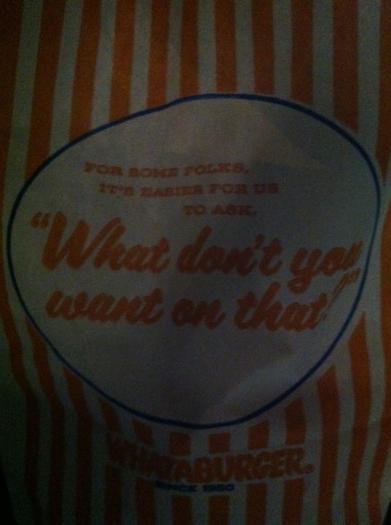 FOR SOME FOLKS,
IT'S EASIER FOR US
TO ASK,
"What don't you
want on that?"
WHATABURGER®
SINCE 1950